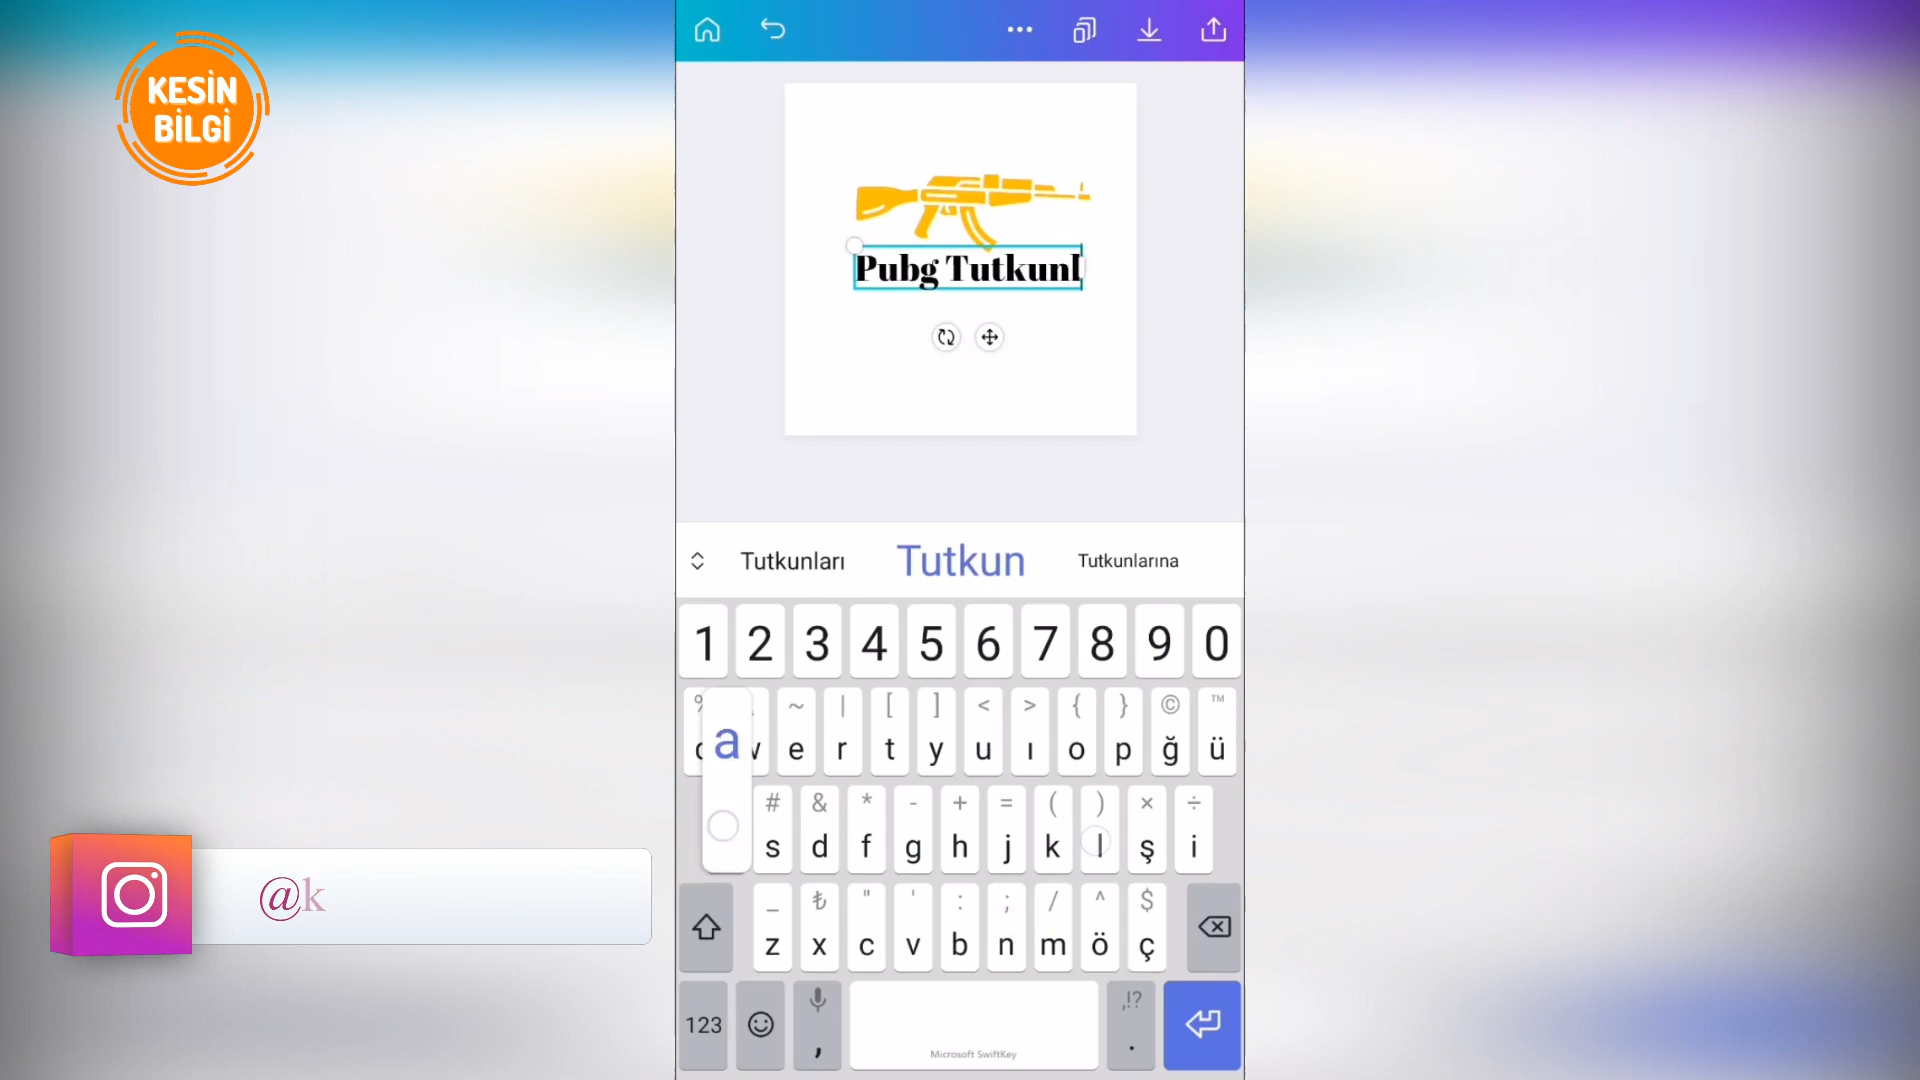 KESİN
BİLGİ
Pubg Tutkunl
Tutkunları Tutkun Tutkunlarına
1 2 3 4 5 6 7 8 9 0
% \ ~ | [ ] < > { } © ™
a e r t y u ı o p ğ ü
# & * - + = ( ) × ÷
s d f g h j k l ş i
_ ₺ " ' : ; / ^ $
z x c v b n m ö ç
@k
,!?
123 , .
Microsoft SwiftKey